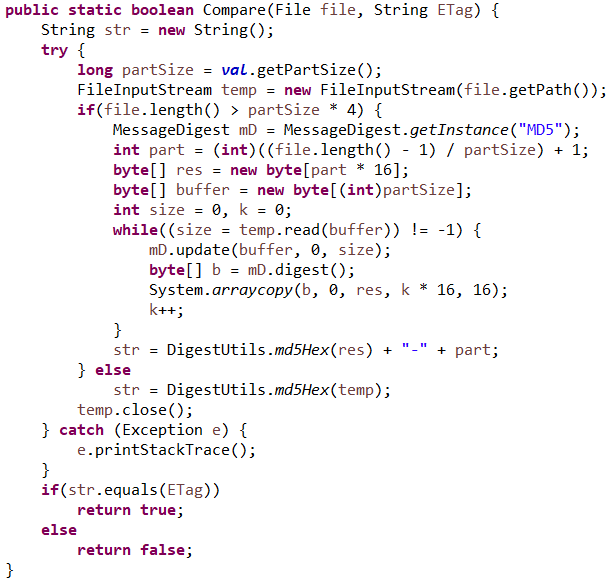 public static boolean Compare(File file, String ETag) {
    String str = new String();
    try {
        long partSize = val.getPartSize();
        FileInputStream temp = new FileInputStream(file.getPath());
        if(file.length() > partSize * 4) {
            MessageDigest mD = MessageDigest.getInstance("MD5");
            int part = (int)((file.length() - 1) / partSize) + 1;
            byte[] res = new byte[part * 16];
            byte[] buffer = new byte[(int)partSize];
            int size = 0, k = 0;
            while((size = temp.read(buffer)) != -1) {
                mD.update(buffer, 0, size);
                byte[] b = mD.digest();
                System.arraycopy(b, 0, res, k * 16, 16);
                k++;
            }
            str = DigestUtils.md5Hex(res) + "-" + part;
        } else
            str = DigestUtils.md5Hex(temp);
        temp.close();
    } catch (Exception e) {
        e.printStackTrace();
    }
    if(str.equals(ETag))
        return true;
    else
        return false;
}